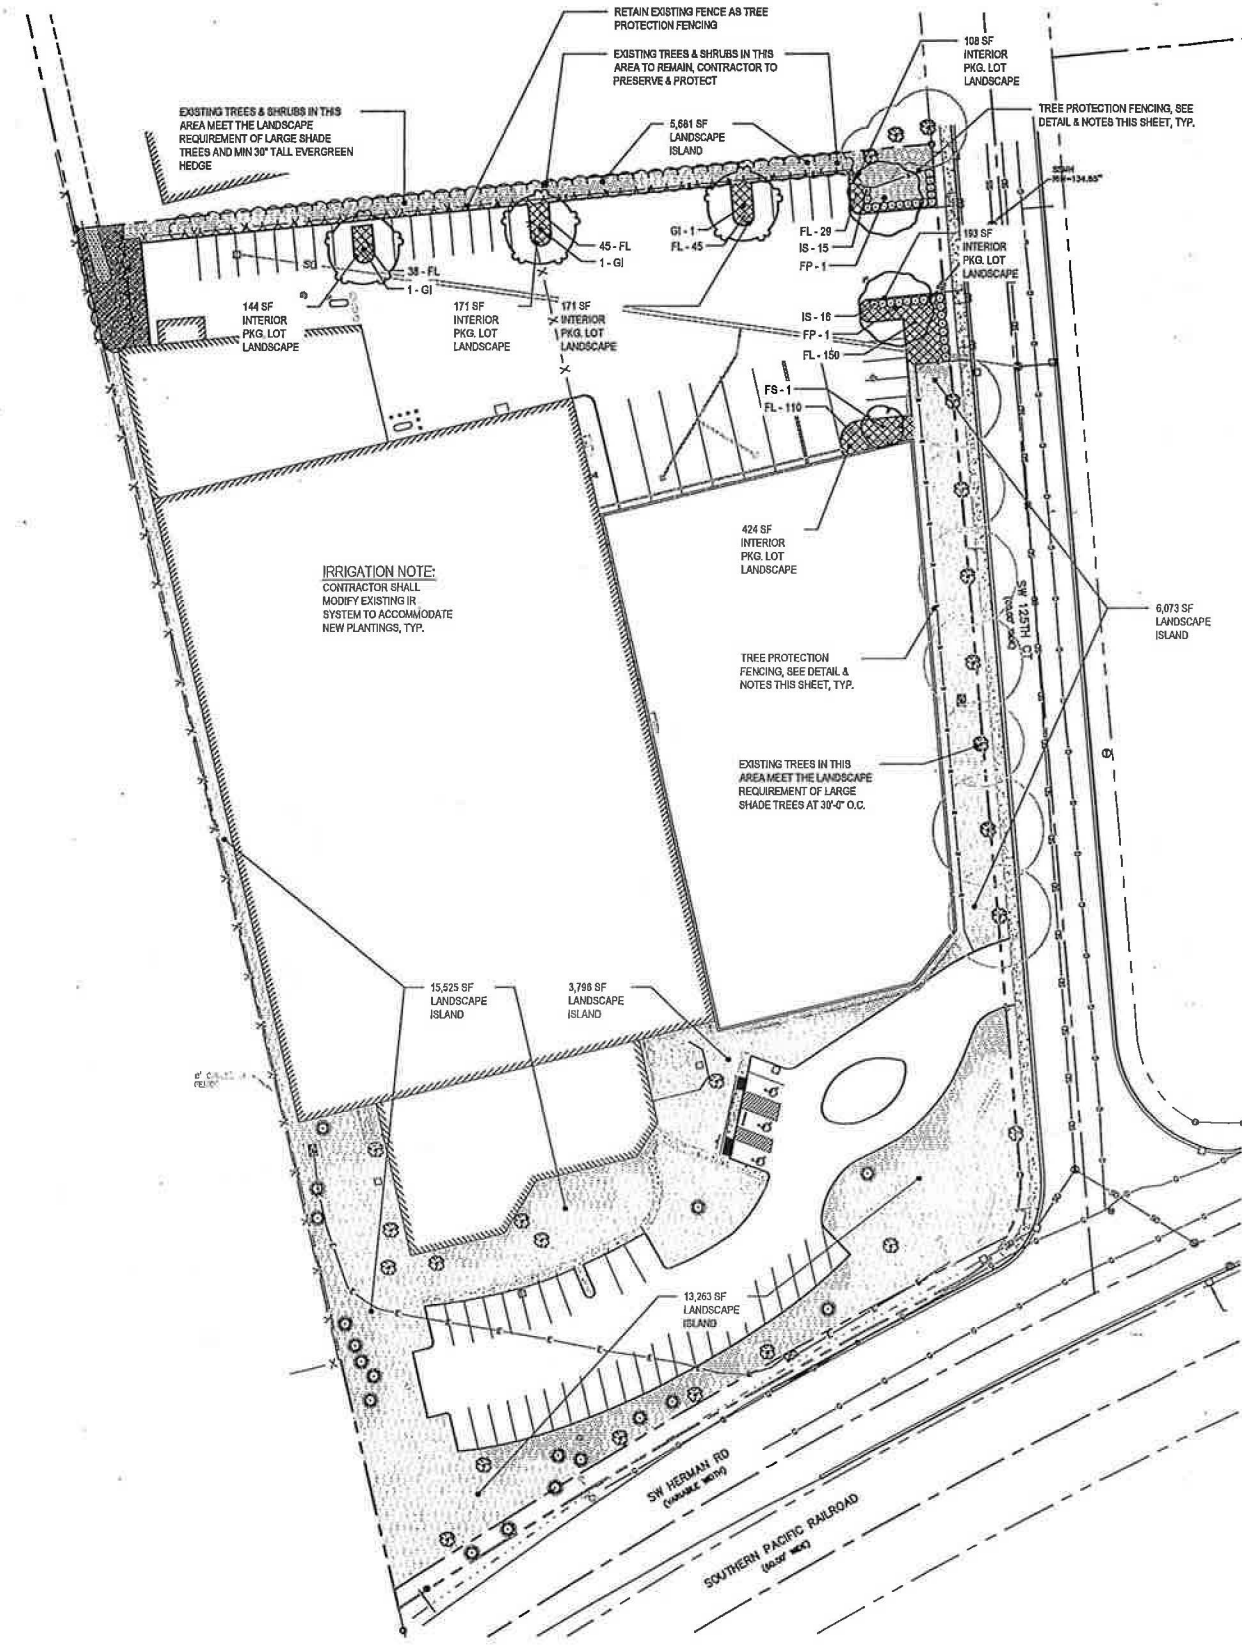 RETAIN EXISTING FENCE AS TREE
PROTECTION FENCING
EXISTING TREES & SHRUBS IN THIS
AREA TO REMAIN, CONTRACTOR TO
PRESERVE & PROTECT
108 SF
INTERIOR
PKG. LOT
LANDSCAPE
EXISTING TREES & SHRUBS IN THIS
AREA MEET THE LANDSCAPE
REQUIREMENT OF LARGE SHADE
TREES AND MIN 30" TALL EVERGREEN
HEDGE
5,681 SF
LANDSCAPE
ISLAND
TREE PROTECTION FENCING, SEE
DETAIL & NOTES THIS SHEET, TYP.
SSMH
GI - 1
FL - 45
FL - 29
IS - 15
FP - 1
193 SF
INTERIOR
PKG. LOT
LANDSCAPE
45 - FL
1 - GI
SD
38 - FL
1 - GI
144 SF
INTERIOR
PKG. LOT
LANDSCAPE
171 SF
INTERIOR
PKG. LOT
LANDSCAPE
171 SF
INTERIOR
PKG. LOT
LANDSCAPE
IS - 16
FP - 1
FL - 150
FS - 1
FL - 110
424 SF
INTERIOR
PKG. LOT
LANDSCAPE
IRRIGATION NOTE:
CONTRACTOR SHALL
MODIFY EXISTING IR
SYSTEM TO ACCOMMODATE
NEW PLANTINGS, TYP.
SW 125TH CT
6,073 SF
LANDSCAPE
ISLAND
TREE PROTECTION
FENCING, SEE DETAIL &
NOTES THIS SHEET, TYP.
EXISTING TREES IN THIS
AREA MEET THE LANDSCAPE
REQUIREMENT OF LARGE
SHADE TREES AT 30'-0" O.C.
15,525 SF
LANDSCAPE
ISLAND
3,798 SF
LANDSCAPE
ISLAND
13,263 SF
LANDSCAPE
ISLAND
SW HERMAN RD
(VARIABLE WIDTH)
SOUTHERN PACIFIC RAILROAD
(60.00' WIDE)